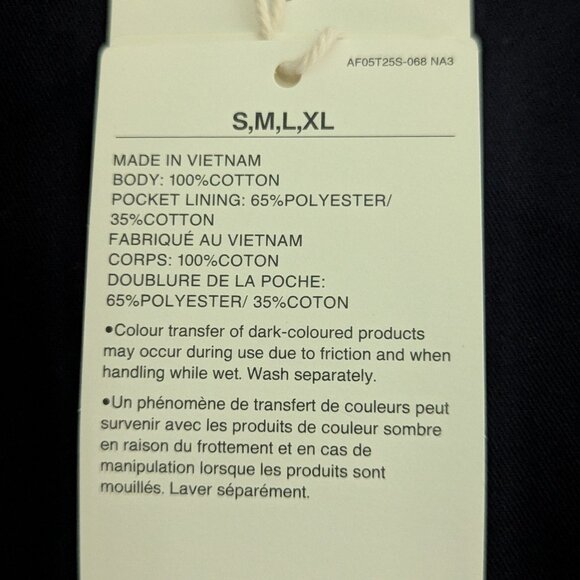 AF05T25S-068 NA3
S,M,L,XL
MADE IN VIETNAM
BODY: 100%COTTON
POCKET LINING: 65%POLYESTER/
35%COTTON
FABRIQUÉ AU VIETNAM
CORPS: 100%COTON
DOUBLURE DE LA POCHE:
65%POLYESTER/ 35%COTON
•Colour transfer of dark-coloured products
may occur during use due to friction and when
handling while wet. Wash separately.
•Un phénomène de transfert de couleurs peut
survenir avec les produits de couleur sombre
en raison du frottement et en cas de
manipulation lorsque les produits sont
mouillés. Laver séparément.